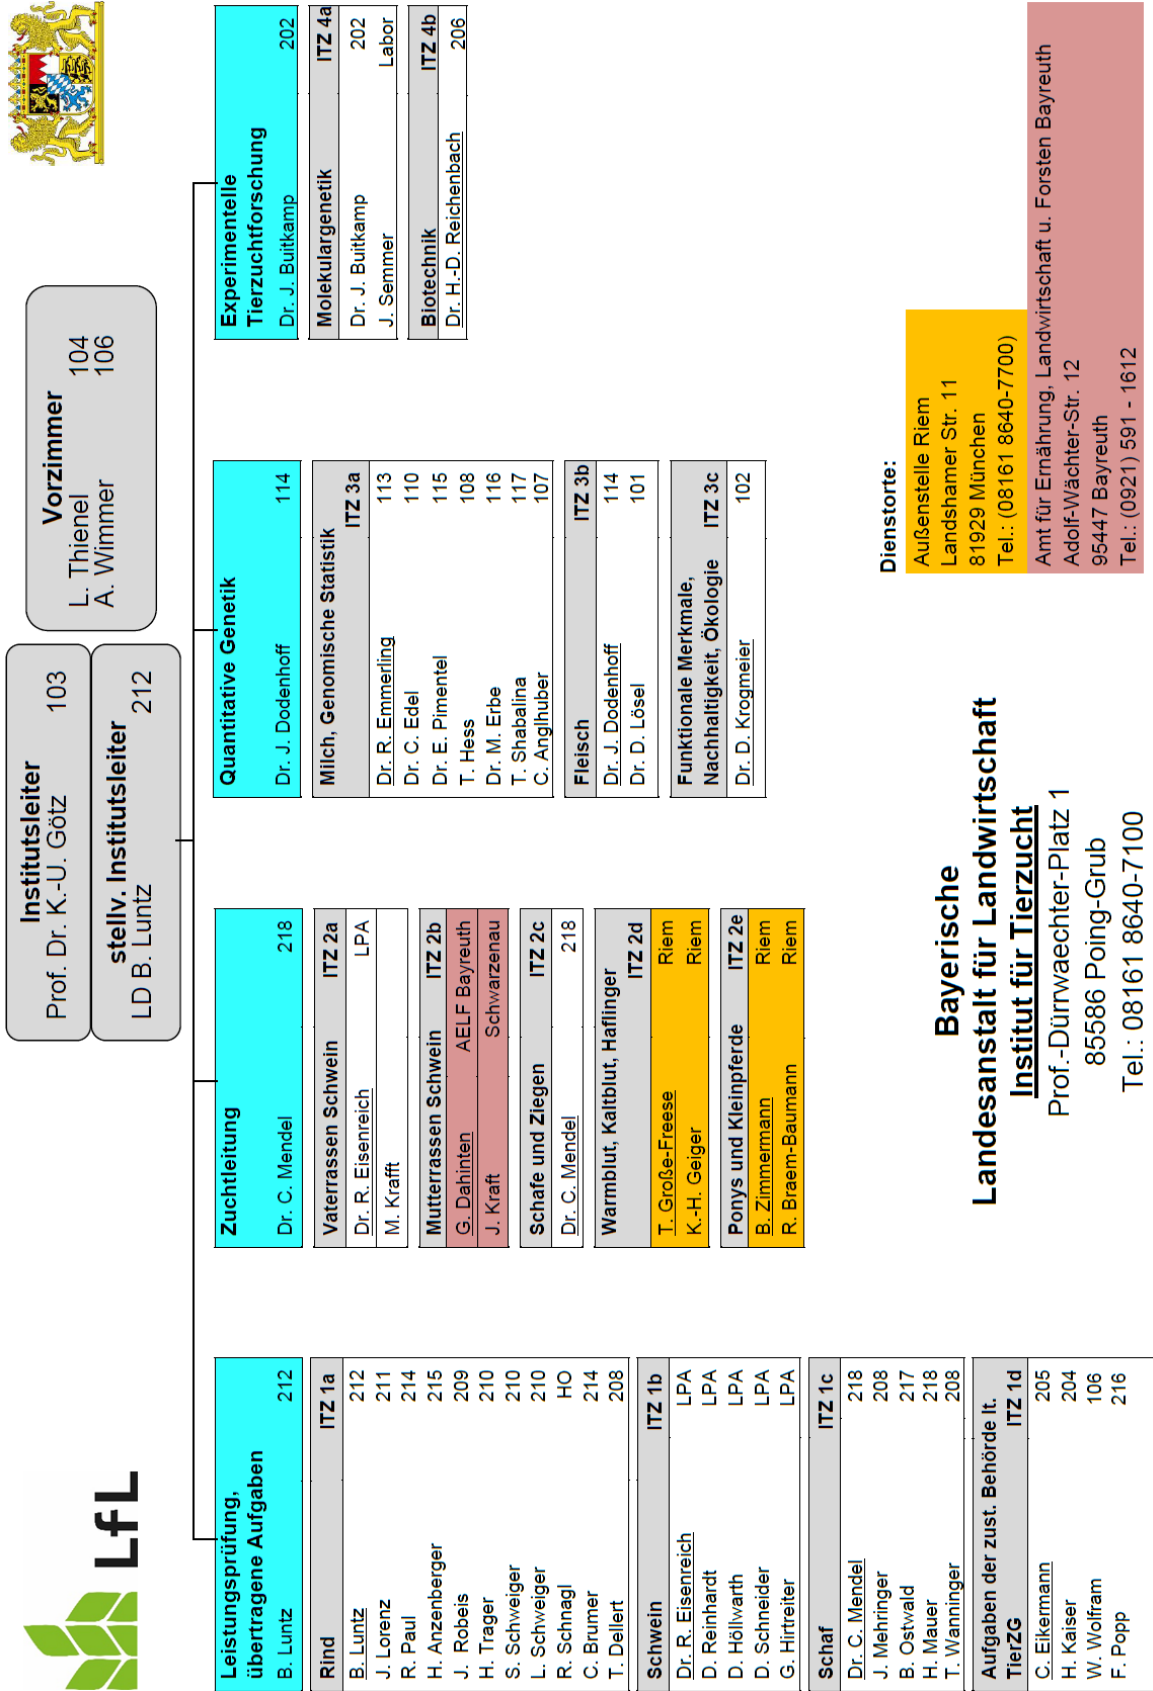 LfL
Institutsleiter
Prof. Dr. K.-U. Götz 103
stellv. Institutsleiter
LD B. Luntz 212
Vorzimmer
L. Thienel 104
A. Wimmer 106
Leistungsprüfung,
übertragene Aufgaben
B. Luntz 212
Rind ITZ 1a
B. Luntz 212
J. Lorenz 211
R. Paul 214
H. Anzenberger 215
J. Robeis 209
H. Trager 210
S. Schweiger 210
L. Schweiger 210
R. Schnagl HO
C. Brumer 214
T. Dellert 208
Schwein ITZ 1b
Dr. R. Eisenreich LPA
D. Reinhardt LPA
D. Höllwarth LPA
D. Schneider LPA
G. Hirtreiter LPA
Schaf ITZ 1c
Dr. C. Mendel 218
J. Mehringer 208
B. Ostwald 217
H. Mauer 218
T. Wanninger 208
Aufgaben der zust. Behörde lt.
TierZG ITZ 1d
C. Eikermann 205
H. Kaiser 204
W. Wolfram 106
F. Popp 216
Zuchtleitung
Dr. C. Mendel 218
Vaterrassen Schwein ITZ 2a
Dr. R. Eisenreich LPA
M. Krafft
Mutterrassen Schwein ITZ 2b
G. Dahinten AELF Bayreuth
J. Kraft Schwarzenau
Schafe und Ziegen ITZ 2c
Dr. C. Mendel 218
Warmblut, Kaltblut, Haflinger
ITZ 2d
T. Große-Freese Riem
K.-H. Geiger Riem
Ponys und Kleinpferde ITZ 2e
B. Zimmermann Riem
R. Braem-Baumann Riem
Quantitative Genetik
Dr. J. Dodenhoff 114
Milch, Genomische Statistik
ITZ 3a
Dr. R. Emmerling 113
Dr. C. Edel 110
Dr. E. Pimentel 115
T. Hess 108
Dr. M. Erbe 116
T. Shabalina 117
C. Anglhuber 107
Fleisch ITZ 3b
Dr. J. Dodenhoff 114
Dr. D. Lösel 101
Funktionale Merkmale,
Nachhaltigkeit, Ökologie ITZ 3c
Dr. D. Krogmeier 102
Experimentelle
Tierzuchtforschung
Dr. J. Buitkamp 202
Molekulargenetik ITZ 4a
Dr. J. Buitkamp 202
J. Semmer Labor
Biotechnik ITZ 4b
Dr. H.-D. Reichenbach 206
Bayerische
Landesanstalt für Landwirtschaft
Institut für Tierzucht
Prof.-Dürrwaechter-Platz 1
85586 Poing-Grub
Tel.: 08161 8640-7100
Dienstorte:
Außenstelle Riem
Landshamer Str. 11
81929 München
Tel.: (08161 8640-7700)
Amt für Ernährung, Landwirtschaft u. Forsten Bayreuth
Adolf-Wächter-Str. 12
95447 Bayreuth
Tel.: (0921) 591 - 1612